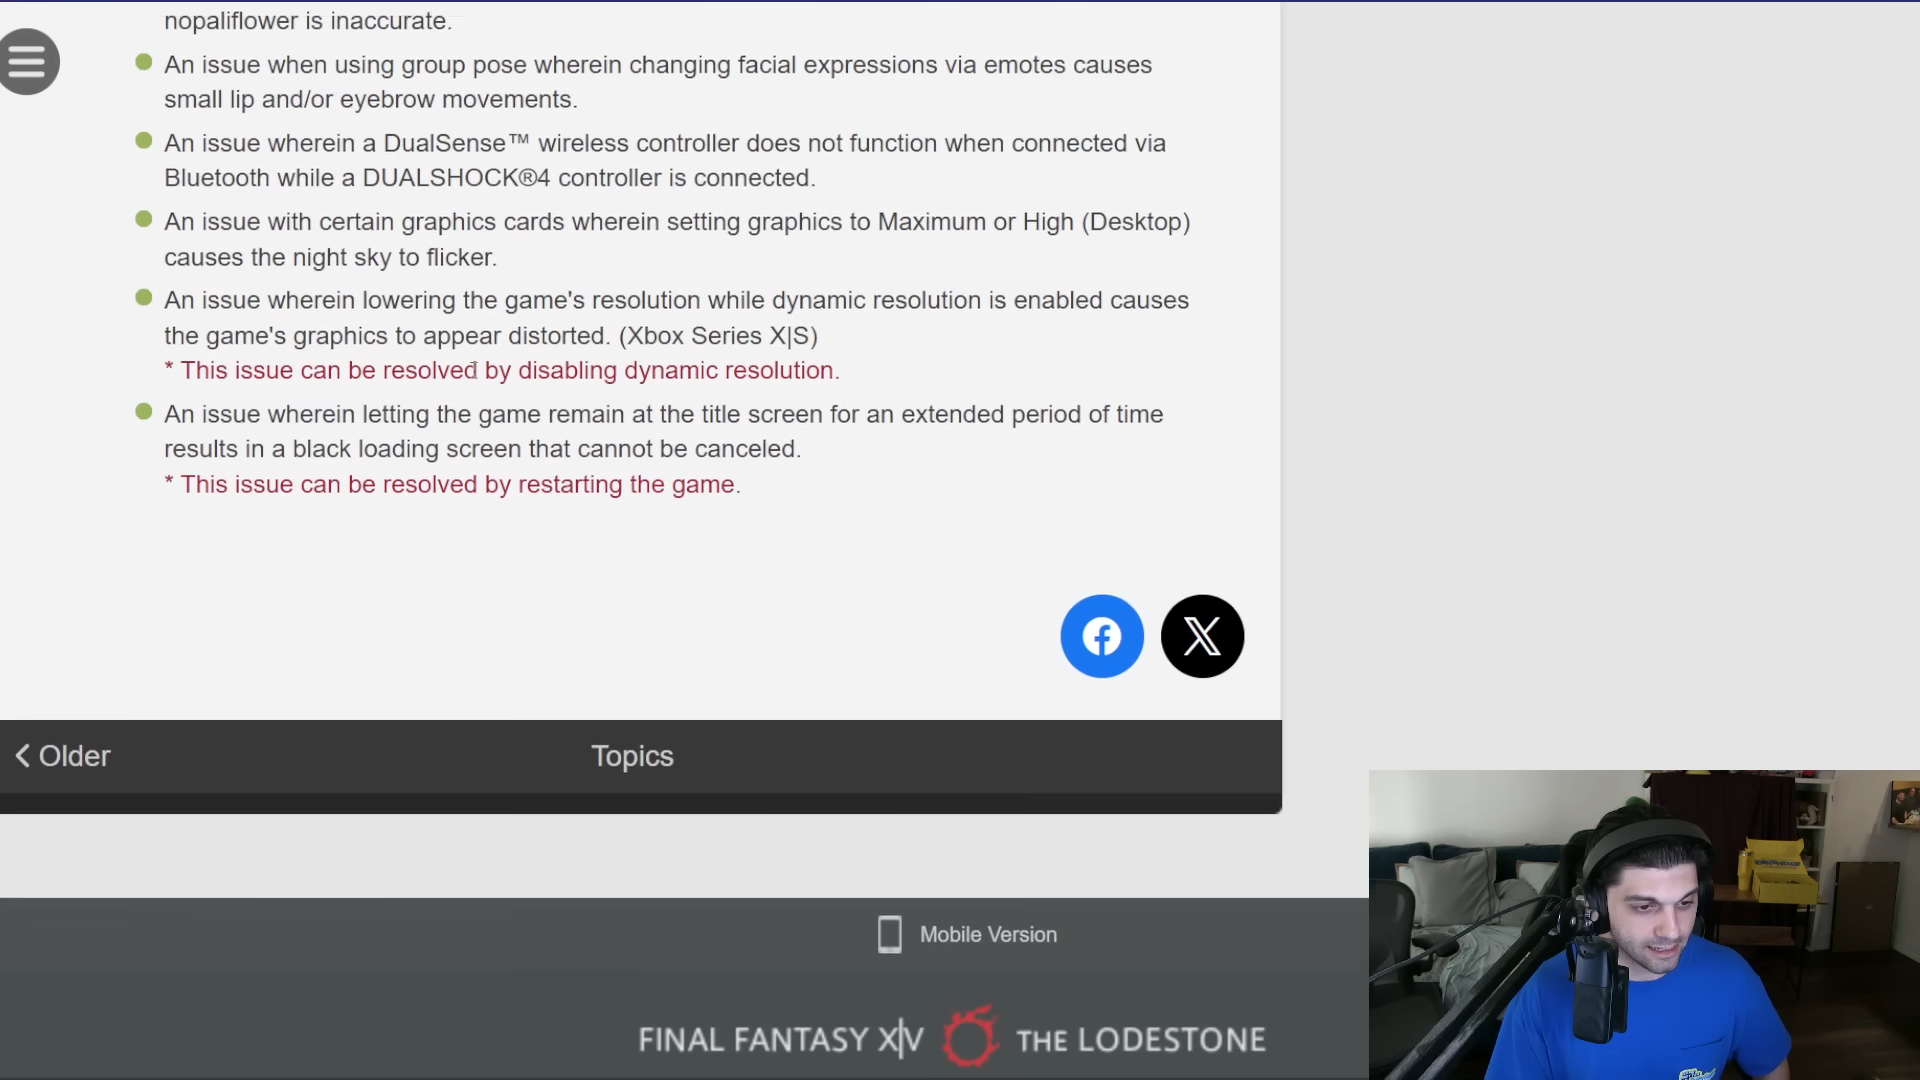 nopaliflower is inaccurate.
An issue when using group pose wherein changing facial expressions via emotes causes
small lip and/or eyebrow movements.
An issue wherein a DualSense™ wireless controller does not function when connected via
Bluetooth while a DUALSHOCK®4 controller is connected.
An issue with certain graphics cards wherein setting graphics to Maximum or High (Desktop)
causes the night sky to flicker.
An issue wherein lowering the game's resolution while dynamic resolution is enabled causes
the game's graphics to appear distorted. (Xbox Series X|S)
* This issue can be resolved by disabling dynamic resolution.
An issue wherein letting the game remain at the title screen for an extended period of time
results in a black loading screen that cannot be canceled.
* This issue can be resolved by restarting the game.
Older
Topics
Mobile Version
FINAL FANTASY XIV THE LODESTONE